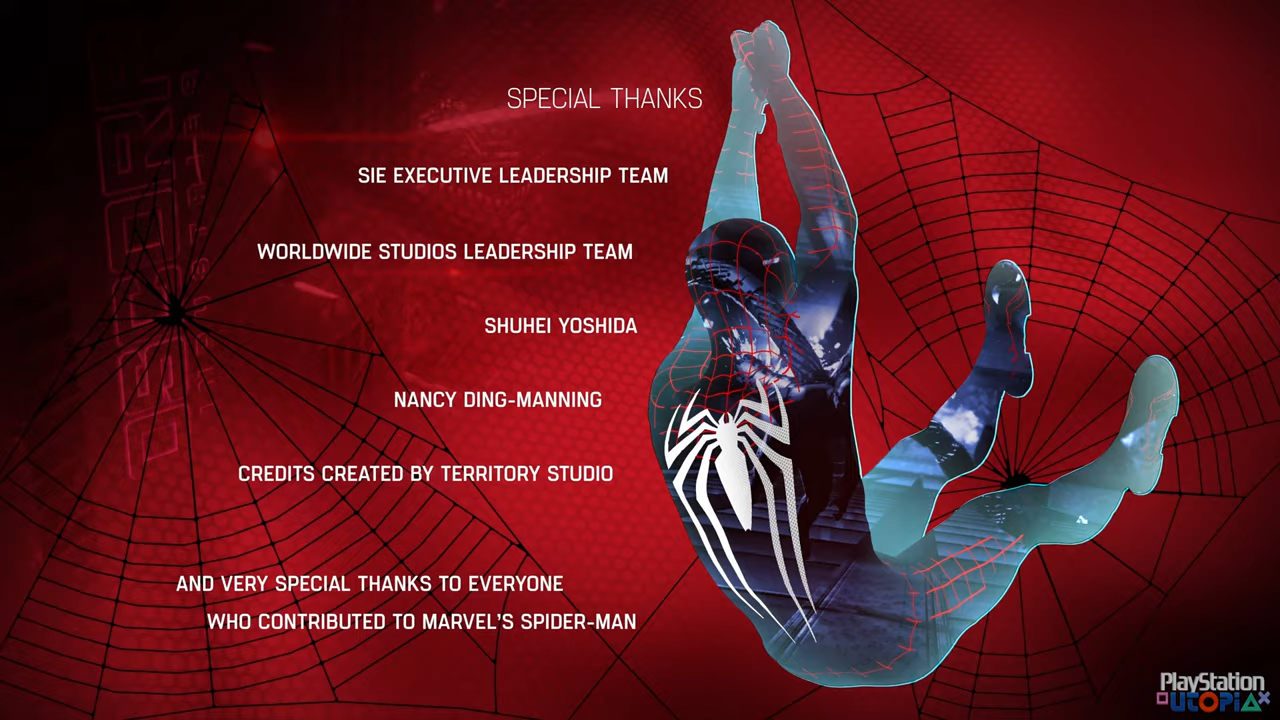 SPECIAL THANKS
SIE EXECUTIVE LEADERSHIP TEAM
WORLDWIDE STUDIOS LEADERSHIP TEAM
SHUHEI YOSHIDA
NANCY DING-MANNING
CREDITS CREATED BY TERRITORY STUDIO
AND VERY SPECIAL THANKS TO EVERYONE
WHO CONTRIBUTED TO MARVEL'S SPIDER-MAN
PlayStation
UTOPIA